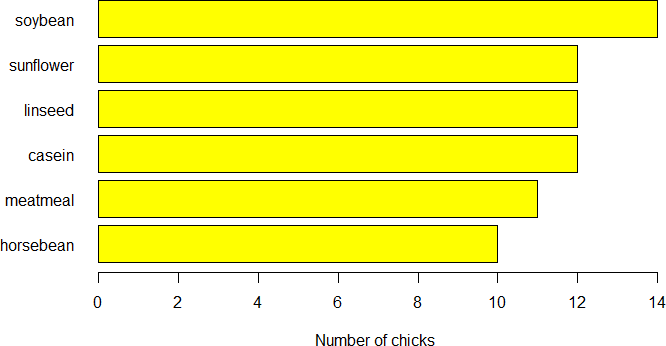 soybean
sunflower
linseed
casein
meatmeal
horsebean
0 2 4 6 8 10 12 14
Number of chicks